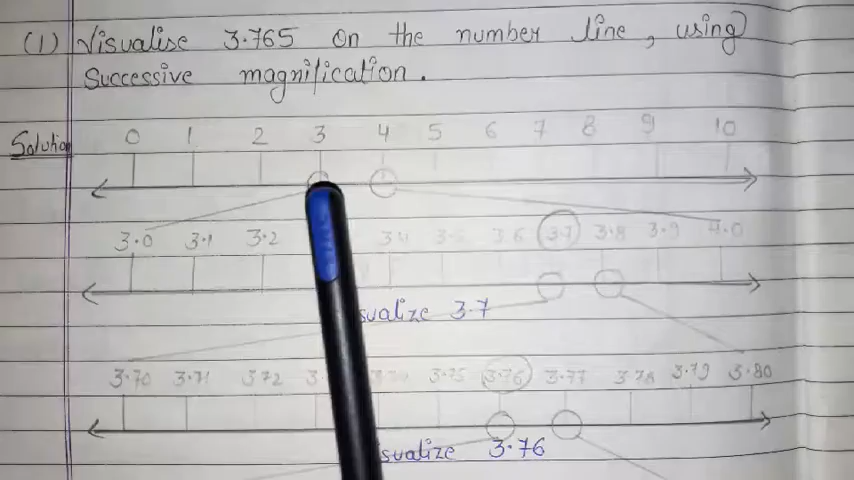 (1) Visualise 3.765 on the number line, using
Successive magnification.
Solution
0 1 2 3 4 5 6 7 8 9 10
3.0 3.1 3.2 3.4 3.5 3.6 3.7 3.8 3.9 4.0
sualize 3.7
3.70 3.71 3.72 3. 3.74 3.75 3.76 3.77 3.78 3.79 3.80
sualize 3.76